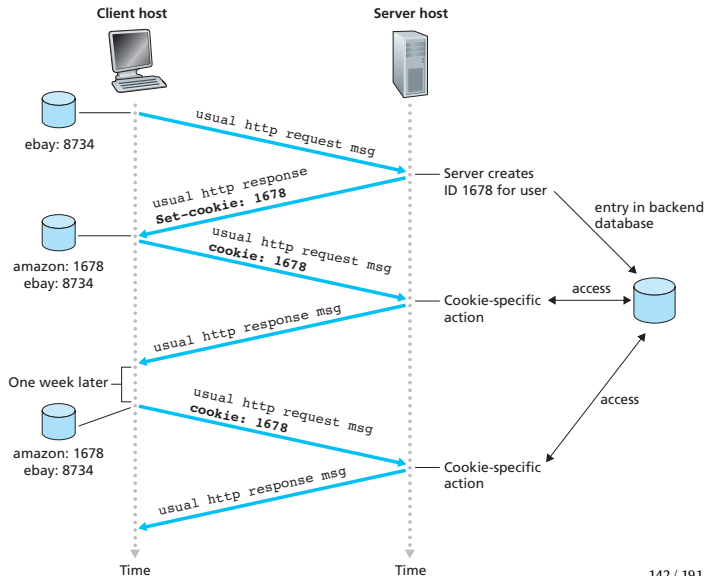 Client host
Server host
usual http request msg
ebay: 8734
Server creates
ID 1678 for user
usual http response
Set-cookie: 1678
entry in backend
database
usual http request msg
cookie: 1678
amazon: 1678
ebay: 8734
Cookie-specific
action
access
usual http response msg
One week later
usual http request msg
cookie: 1678
access
amazon: 1678
ebay: 8734
Cookie-specific
action
usual http response msg
Time
Time
142 / 191